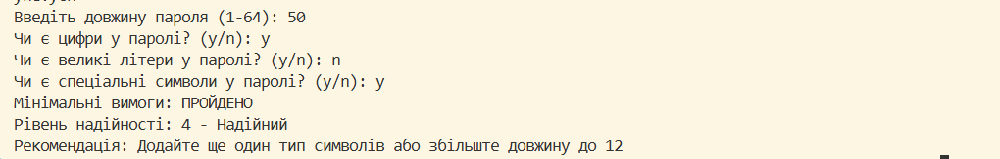 Введіть довжину пароля (1-64): 50
Чи є цифри у паролі? (y/n): y
Чи є великі літери у паролі? (y/n): n
Чи є спеціальні символи у паролі? (y/n): y
Мінімальні вимоги: ПРОЙДЕНО
Рівень надійності: 4 - Надійний
Рекомендація: Додайте ще один тип символів або збільште довжину до 12